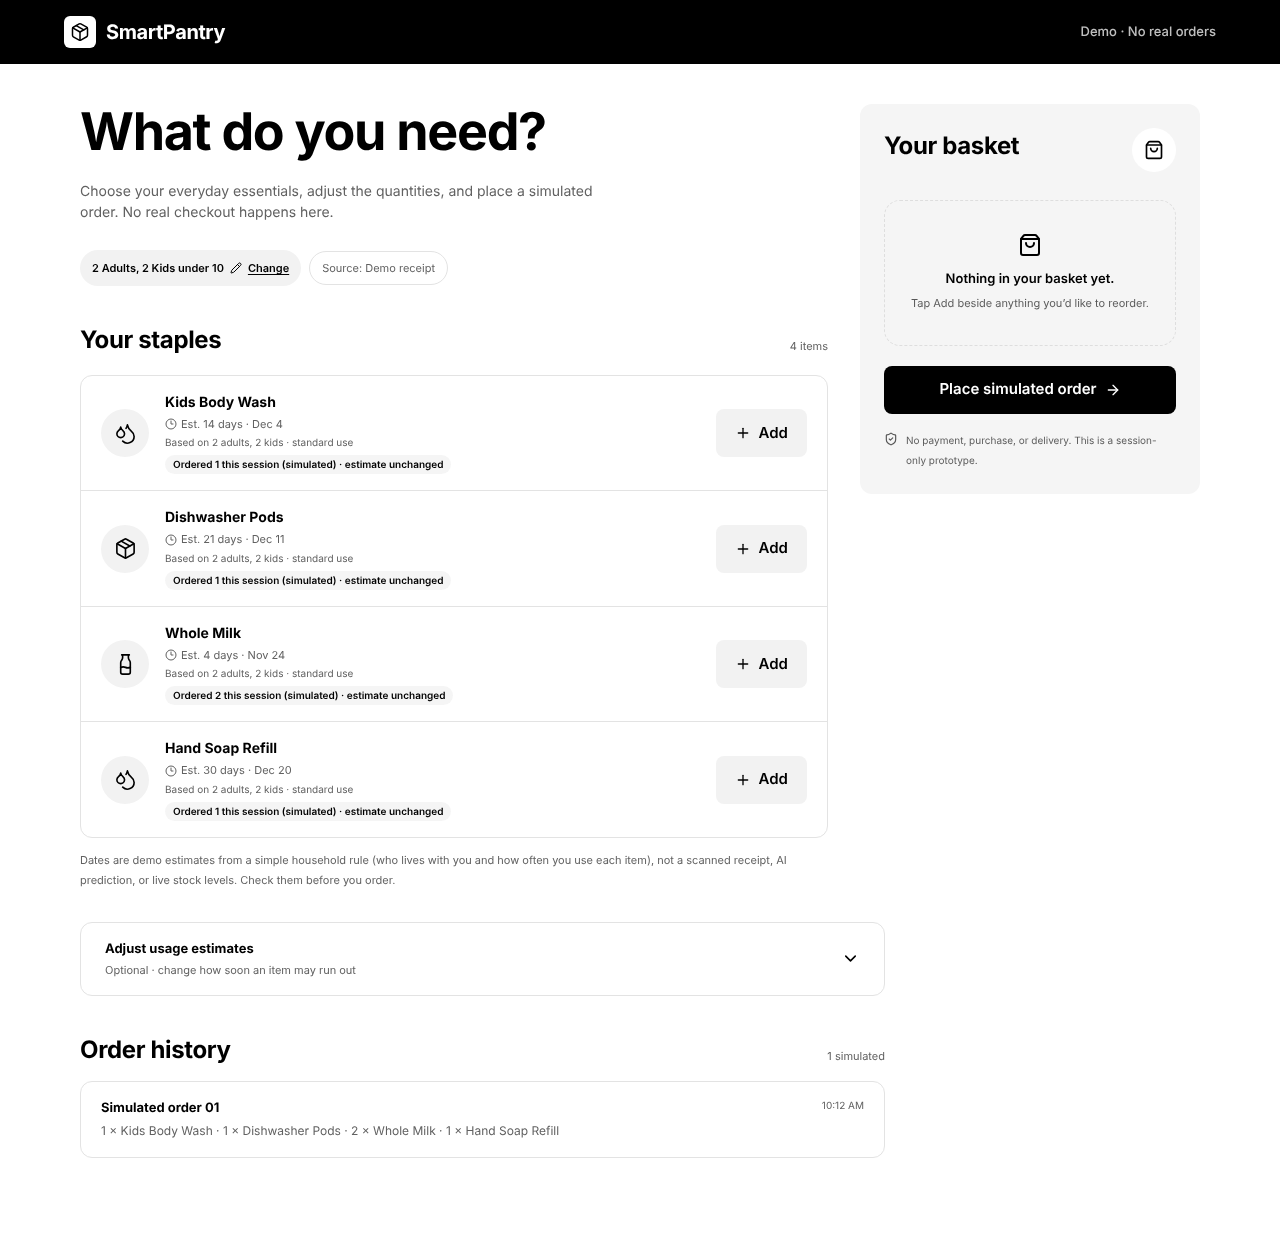 SmartPantry
Demo · No real orders
What do you need?
Choose your everyday essentials, adjust the quantities, and place a simulated
order. No real checkout happens here.
2 Adults, 2 Kids under 10 Change
Source: Demo receipt
Your staples
4 items
Kids Body Wash
Est. 14 days · Dec 4
Based on 2 adults, 2 kids · standard use
Ordered 1 this session (simulated) · estimate unchanged
+ Add
Dishwasher Pods
Est. 21 days · Dec 11
Based on 2 adults, 2 kids · standard use
Ordered 1 this session (simulated) · estimate unchanged
+ Add
Whole Milk
Est. 4 days · Nov 24
Based on 2 adults, 2 kids · standard use
Ordered 2 this session (simulated) · estimate unchanged
+ Add
Hand Soap Refill
Est. 30 days · Dec 20
Based on 2 adults, 2 kids · standard use
Ordered 1 this session (simulated) · estimate unchanged
+ Add
Dates are demo estimates from a simple household rule (who lives with you and how often you use each item), not a scanned receipt, AI
prediction, or live stock levels. Check them before you order.
Adjust usage estimates
Optional · change how soon an item may run out
Order history
1 simulated
Simulated order 01
10:12 AM
1 × Kids Body Wash · 1 × Dishwasher Pods · 2 × Whole Milk · 1 × Hand Soap Refill
Your basket
Nothing in your basket yet.
Tap Add beside anything you’d like to reorder.
Place simulated order →
No payment, purchase, or delivery. This is a session-
only prototype.